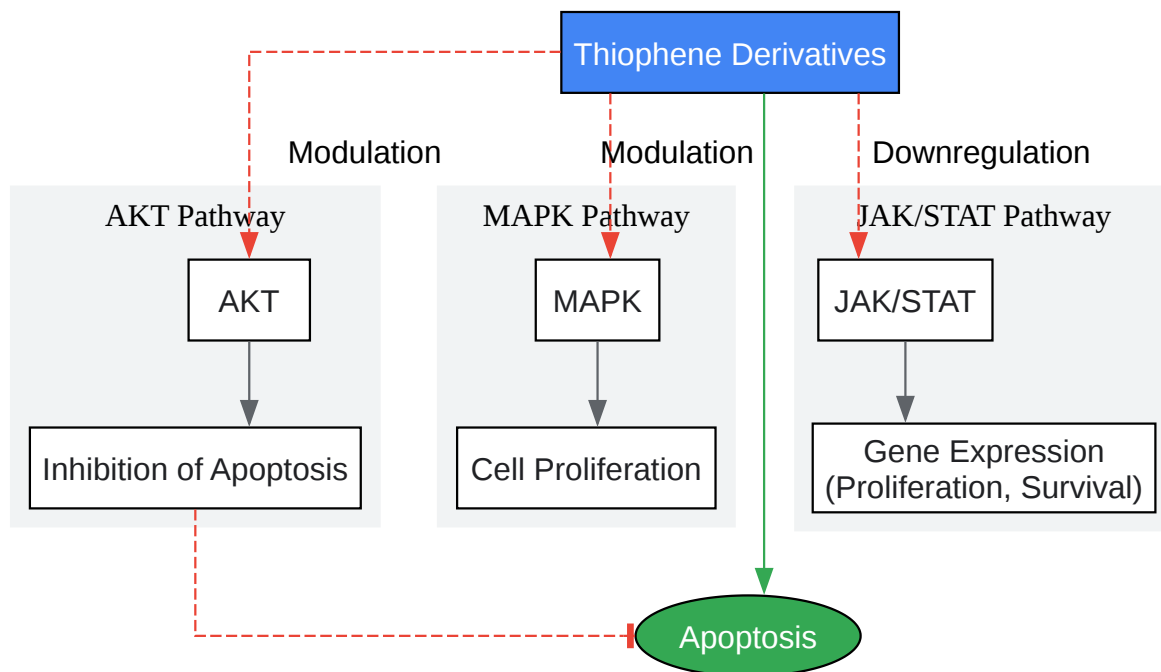 Thiophene Derivatives
Modulation
Modulation
Downregulation
AKT Pathway
MAPK Pathway
JAK/STAT Pathway
AKT
MAPK
JAK/STAT
Inhibition of Apoptosis
Cell Proliferation
Gene Expression
(Proliferation, Survival)
Apoptosis